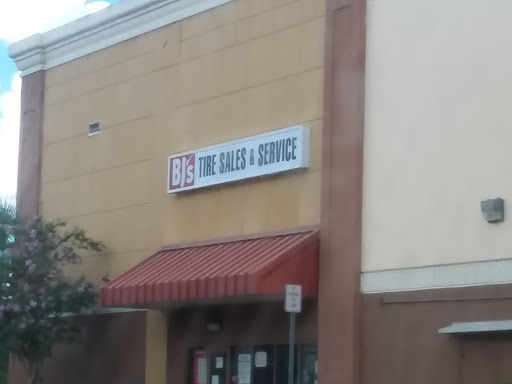 BJ's TIRE SALES & SERVICE